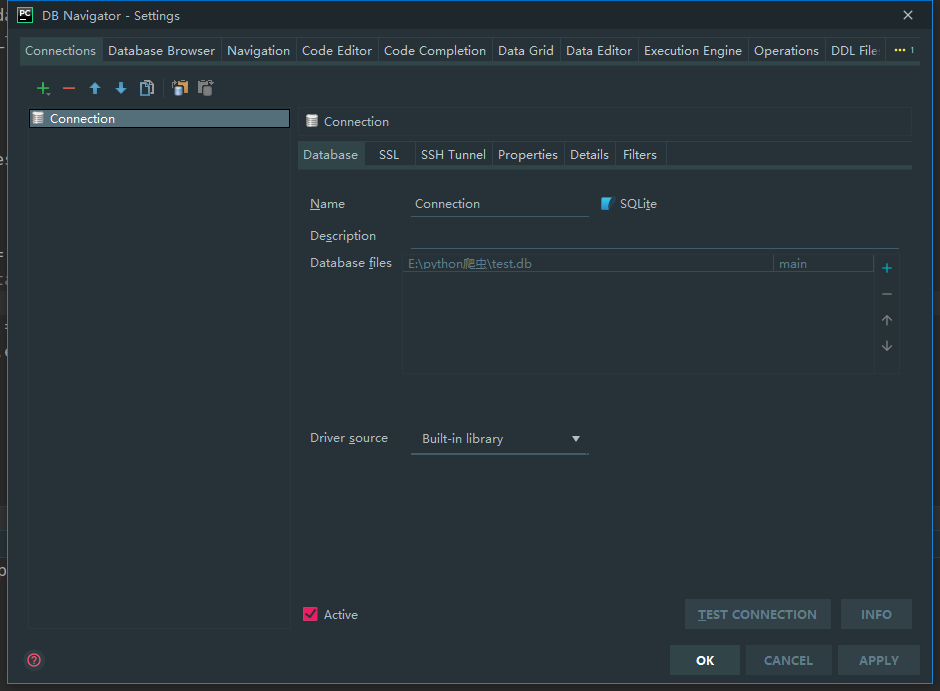 PC DB Navigator - Settings
Connections Database Browser Navigation Code Editor Code Completion Data Grid Data Editor Execution Engine Operations DDL File 1
Connection
Connection
Database SSL SSH Tunnel Properties Details Filters
Name Connection SQLite
Description
Database files E:\python爬虫\test.db main
Driver source Built-in library
Active
TEST CONNECTION INFO
OK CANCEL APPLY